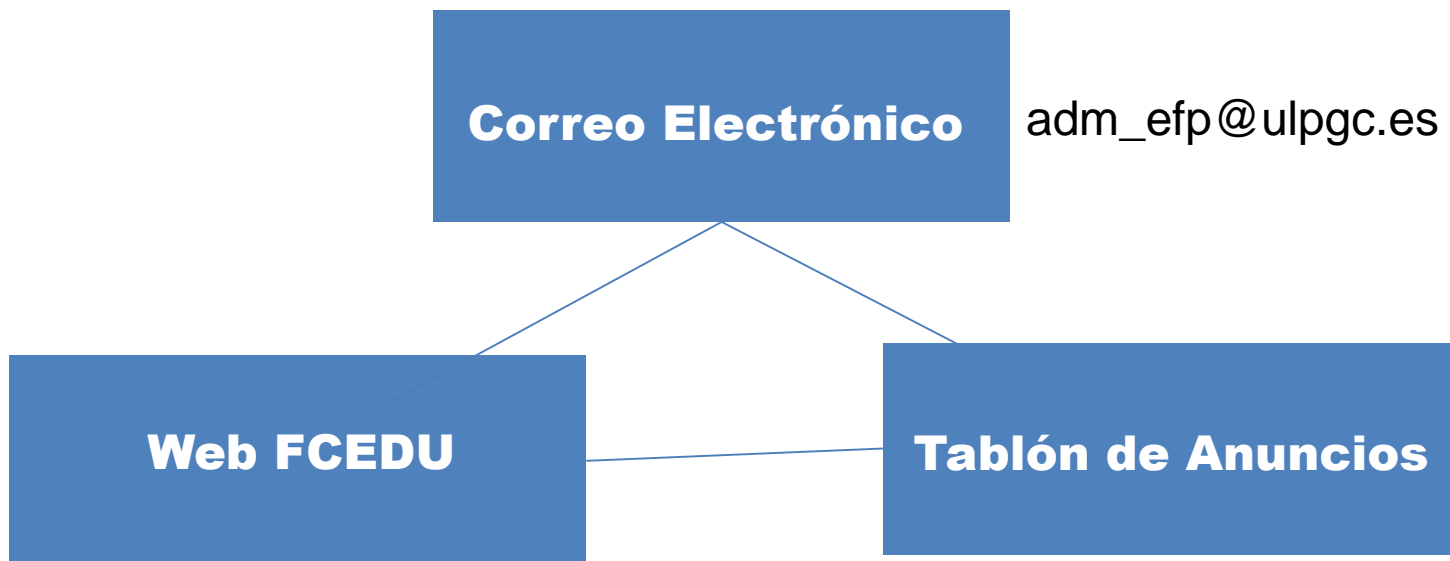 Correo Electrónico
adm_efp@ulpgc.es
Web FCEDU
Tablón de Anuncios